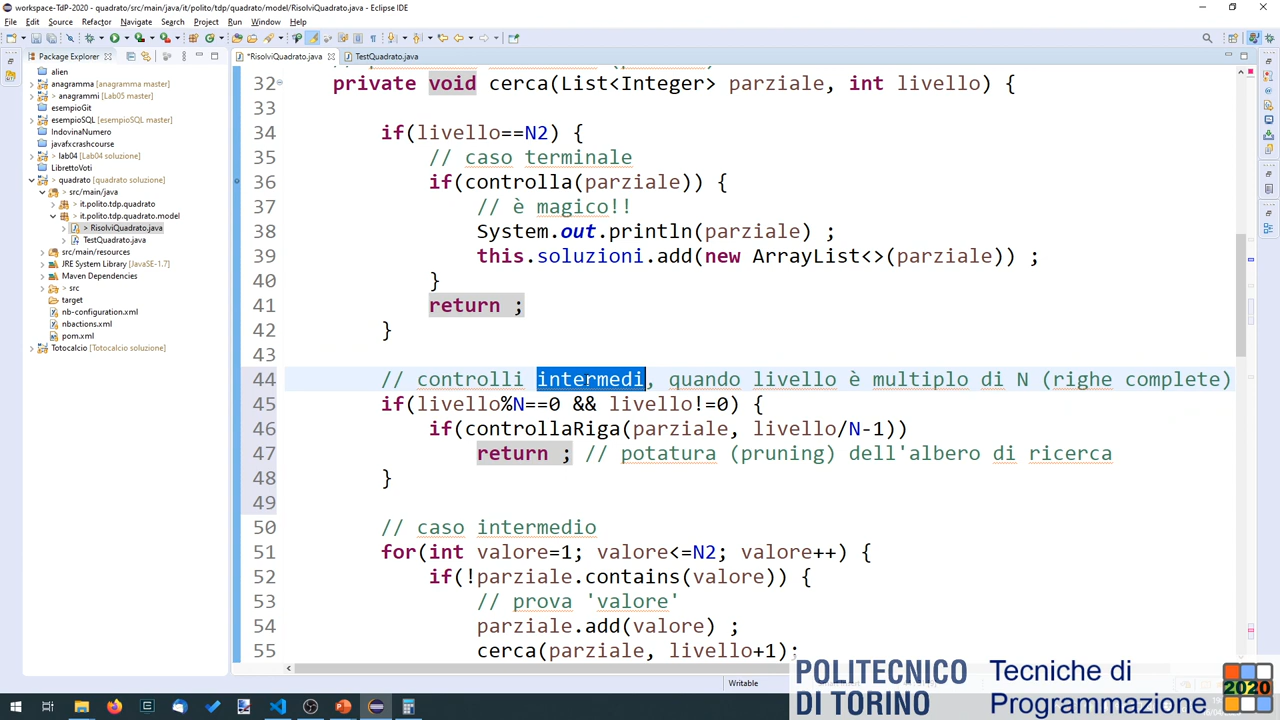 workspace-TdP-2020 - quadrato/src/main/java/it/polito/tdp/quadrato/model/RisolviQuadrato.java - Eclipse IDE
File Edit Source Refactor Navigate Search Project Run Window Help
Package Explorer
*RisolviQuadrato.java
TestQuadrato.java
alien
anagramma [anagramma master]
anagrammi [Lab05 master]
esempioGit
esempioSQL [esempioSQL master]
IndovinaNumero
javafxcrashcourse
> lab04 [Lab04 soluzione]
LibrettoVoti
> quadrato [quadrato soluzione]
> src/main/java
> it.polito.tdp.quadrato
> it.polito.tdp.quadrato.model
> RisolviQuadrato.java
TestQuadrato.java
src/main/resources
JRE System Library [JavaSE-1.7]
Maven Dependencies
> src
target
nb-configuration.xml
nbactions.xml
pom.xml
Totocalcio [Totocalcio soluzione]
32 private void cerca(List<Integer> parziale, int livello) {
33
34 if(livello==N2) {
35 // caso terminale
36 if(controlla(parziale)) {
37 // è magico!!
38 System.out.println(parziale) ;
39 this.soluzioni.add(new ArrayList<>(parziale)) ;
40 }
41 return ;
42 }
43
44 // controlli intermedi, quando livello è multiplo di N (righe complete)
45 if(livello%N==0 && livello!=0) {
46 if(controllaRiga(parziale, livello/N-1))
47 return ; // potatura (pruning) dell'albero di ricerca
48 }
49
50 // caso intermedio
51 for(int valore=1; valore<=N2; valore++) {
52 if(!parziale.contains(valore)) {
53 // prova 'valore'
54 parziale.add(valore) ;
55 cerca(parziale, livello+1);
Writable
POLITECNICO
DI TORINO
Tecniche di
Programmazione
2020